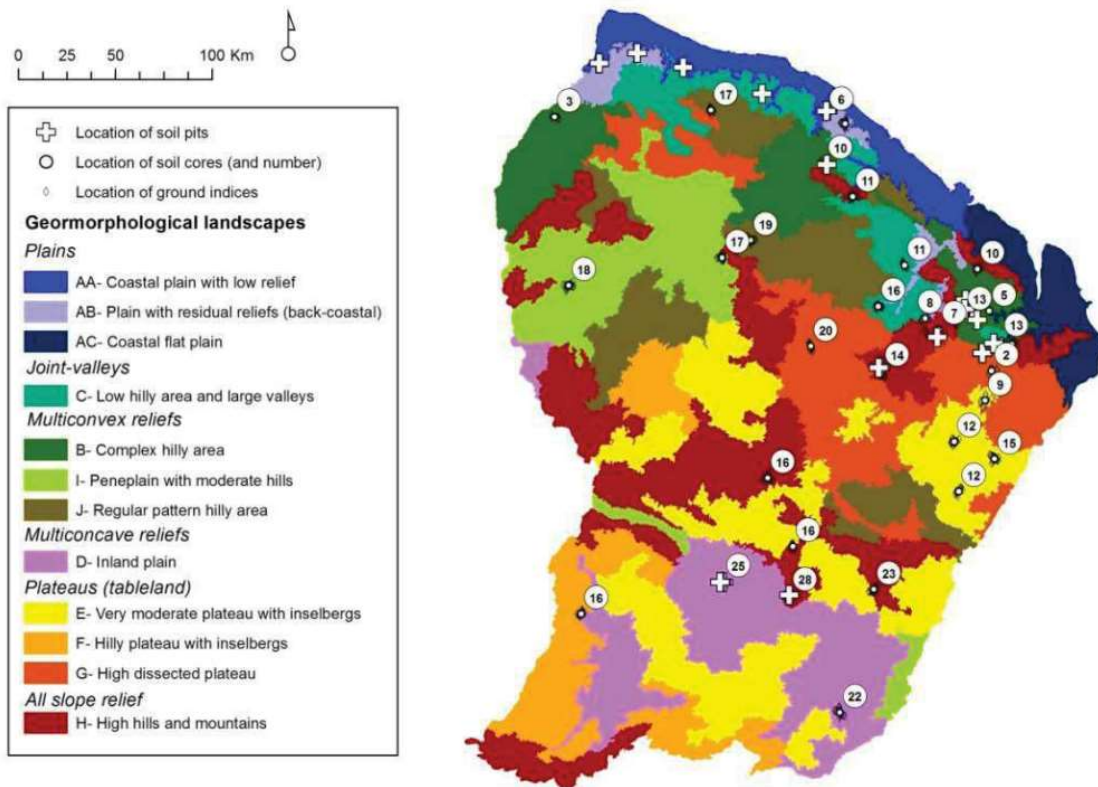 0 25 50 100 Km
Location of soil pits
Location of soil cores (and number)
Location of ground indices
Geormorphological landscapes
Plains
AA- Coastal plain with low relief
AB- Plain with residual reliefs (back-coastal)
AC- Coastal flat plain
Joint-valleys
C- Low hilly area and large valleys
Multiconvex reliefs
B- Complex hilly area
I- Peneplain with moderate hills
J- Regular pattern hilly area
Multiconcave reliefs
D- Inland plain
Plateaus (tableland)
E- Very moderate plateau with inselbergs
F- Hilly plateau with inselbergs
G- High dissected plateau
All slope relief
H- High hills and mountains
3
17
6
10
11
19
17
11
10
18
16
8
13
5
7
13
20
14
2
9
12
15
16
12
16
25
28
23
16
22